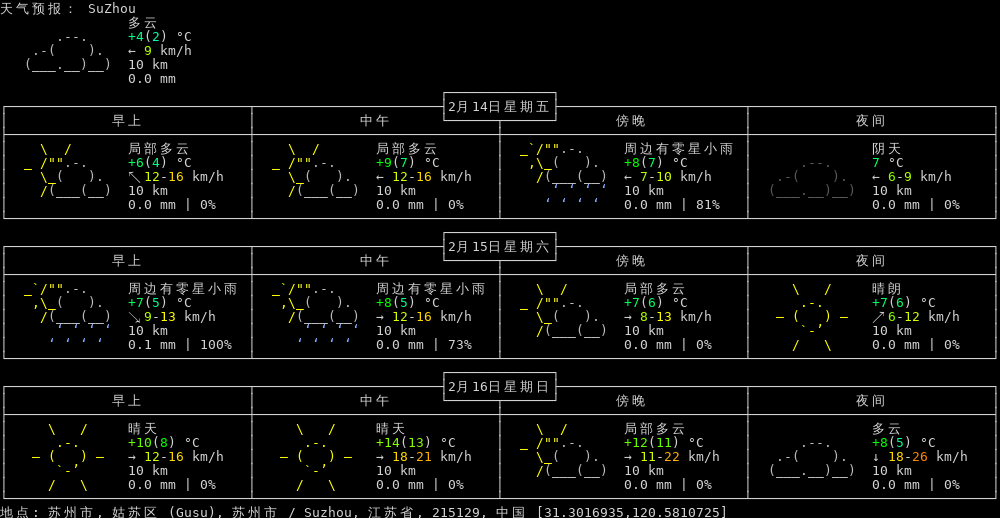 天气预报: SuZhou
多云
+4(2) °C
← 9 km/h
10 km
0.0 mm
2月14日星期五
早上 中午 傍晚 夜间
局部多云 局部多云 周边有零星小雨 阴天
+6(4) °C +9(7) °C +8(7) °C 7 °C
↖ 12-16 km/h ← 12-16 km/h ← 7-10 km/h ← 6-9 km/h
10 km 10 km 10 km 10 km
0.0 mm | 0% 0.0 mm | 0% 0.0 mm | 81% 0.0 mm | 0%
2月15日星期六
早上 中午 傍晚 夜间
周边有零星小雨 周边有零星小雨 局部多云 晴朗
+7(5) °C +8(5) °C +7(6) °C +7(6) °C
↘ 9-13 km/h → 12-16 km/h → 8-13 km/h ↗ 6-12 km/h
10 km 10 km 10 km 10 km
0.1 mm | 100% 0.0 mm | 73% 0.0 mm | 0% 0.0 mm | 0%
2月16日星期日
早上 中午 傍晚 夜间
晴天 晴天 局部多云 多云
+10(8) °C +14(13) °C +12(11) °C +8(5) °C
→ 12-16 km/h → 18-21 km/h → 11-22 km/h ↓ 18-26 km/h
10 km 10 km 10 km 10 km
0.0 mm | 0% 0.0 mm | 0% 0.0 mm | 0% 0.0 mm | 0%
地点: 苏州市, 姑苏区 (Gusu), 苏州市 / Suzhou, 江苏省, 215129, 中国 [31.3016935,120.5810725]